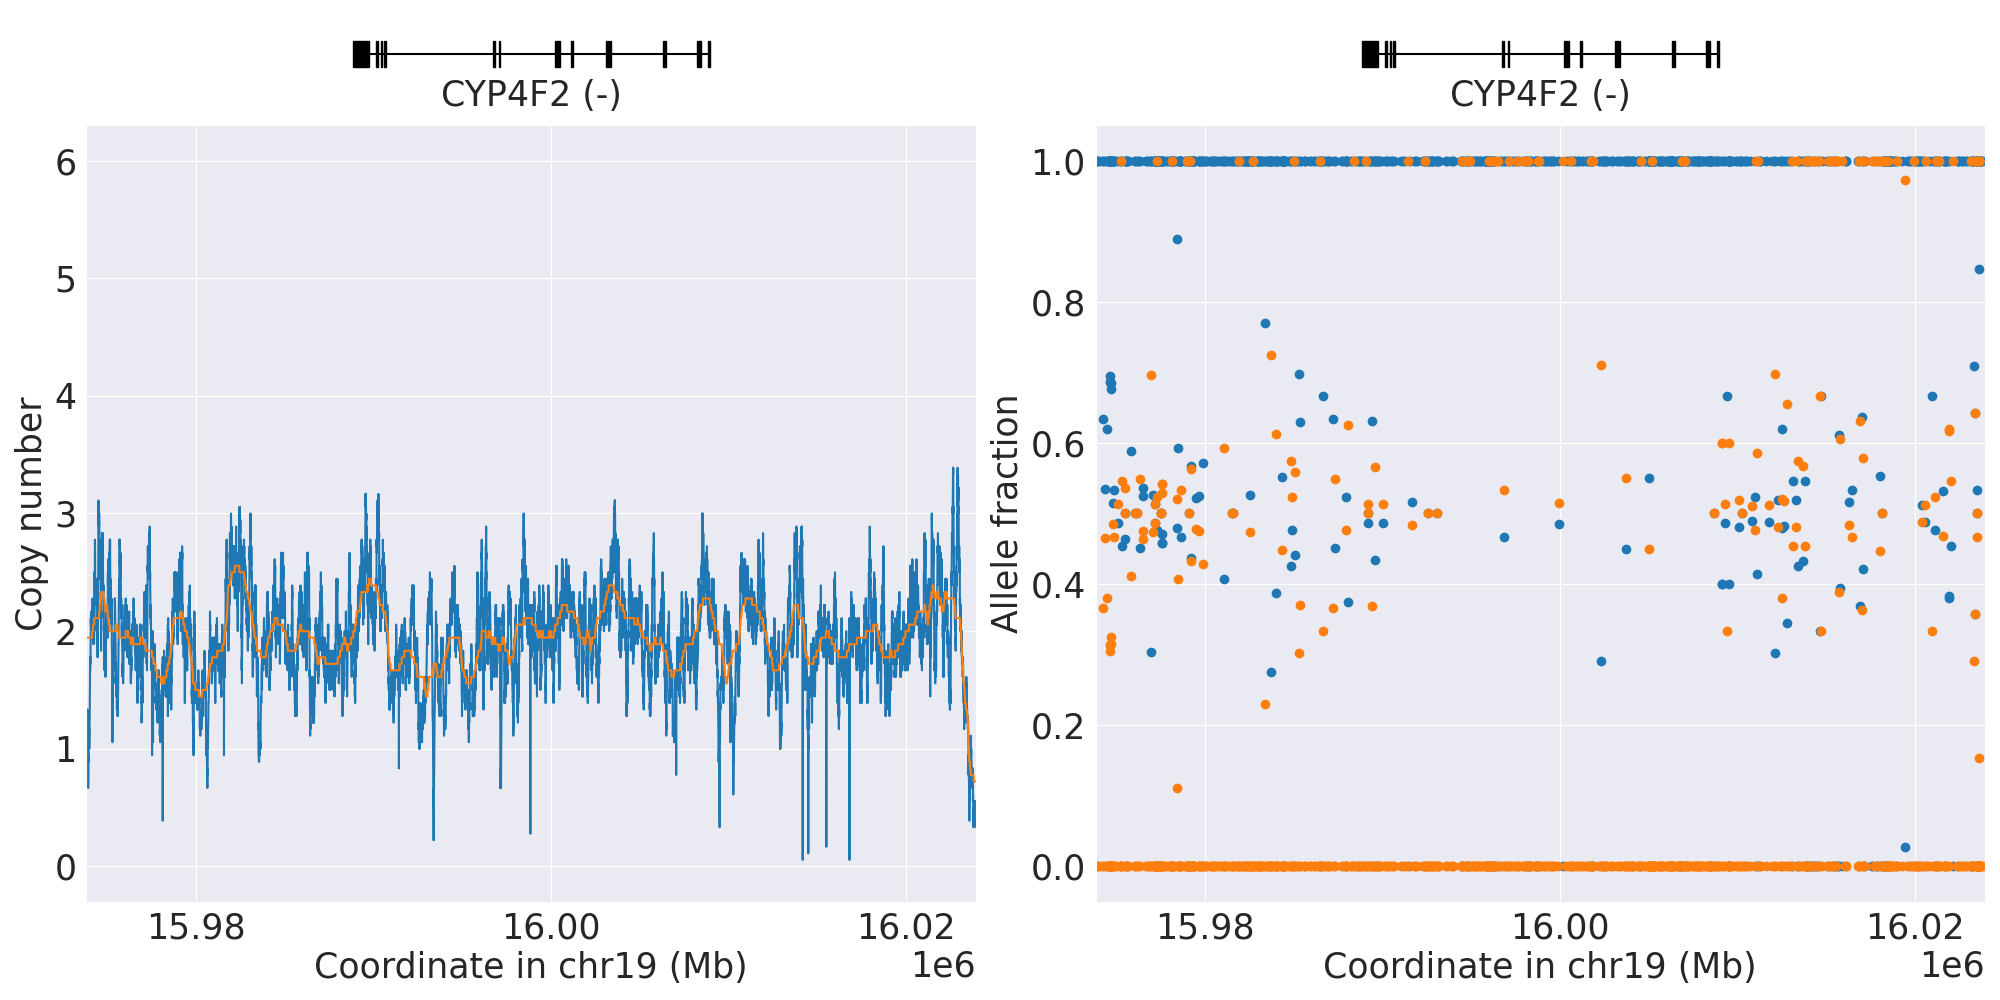 CYP4F2 (-)
6
5
4
3
2
1
0
Copy number
15.98 16.00 16.02
1e6
Coordinate in chr19 (Mb)
CYP4F2 (-)
1.0
0.8
0.6
0.4
0.2
0.0
Allele fraction
15.98 16.00 16.02
1e6
Coordinate in chr19 (Mb)